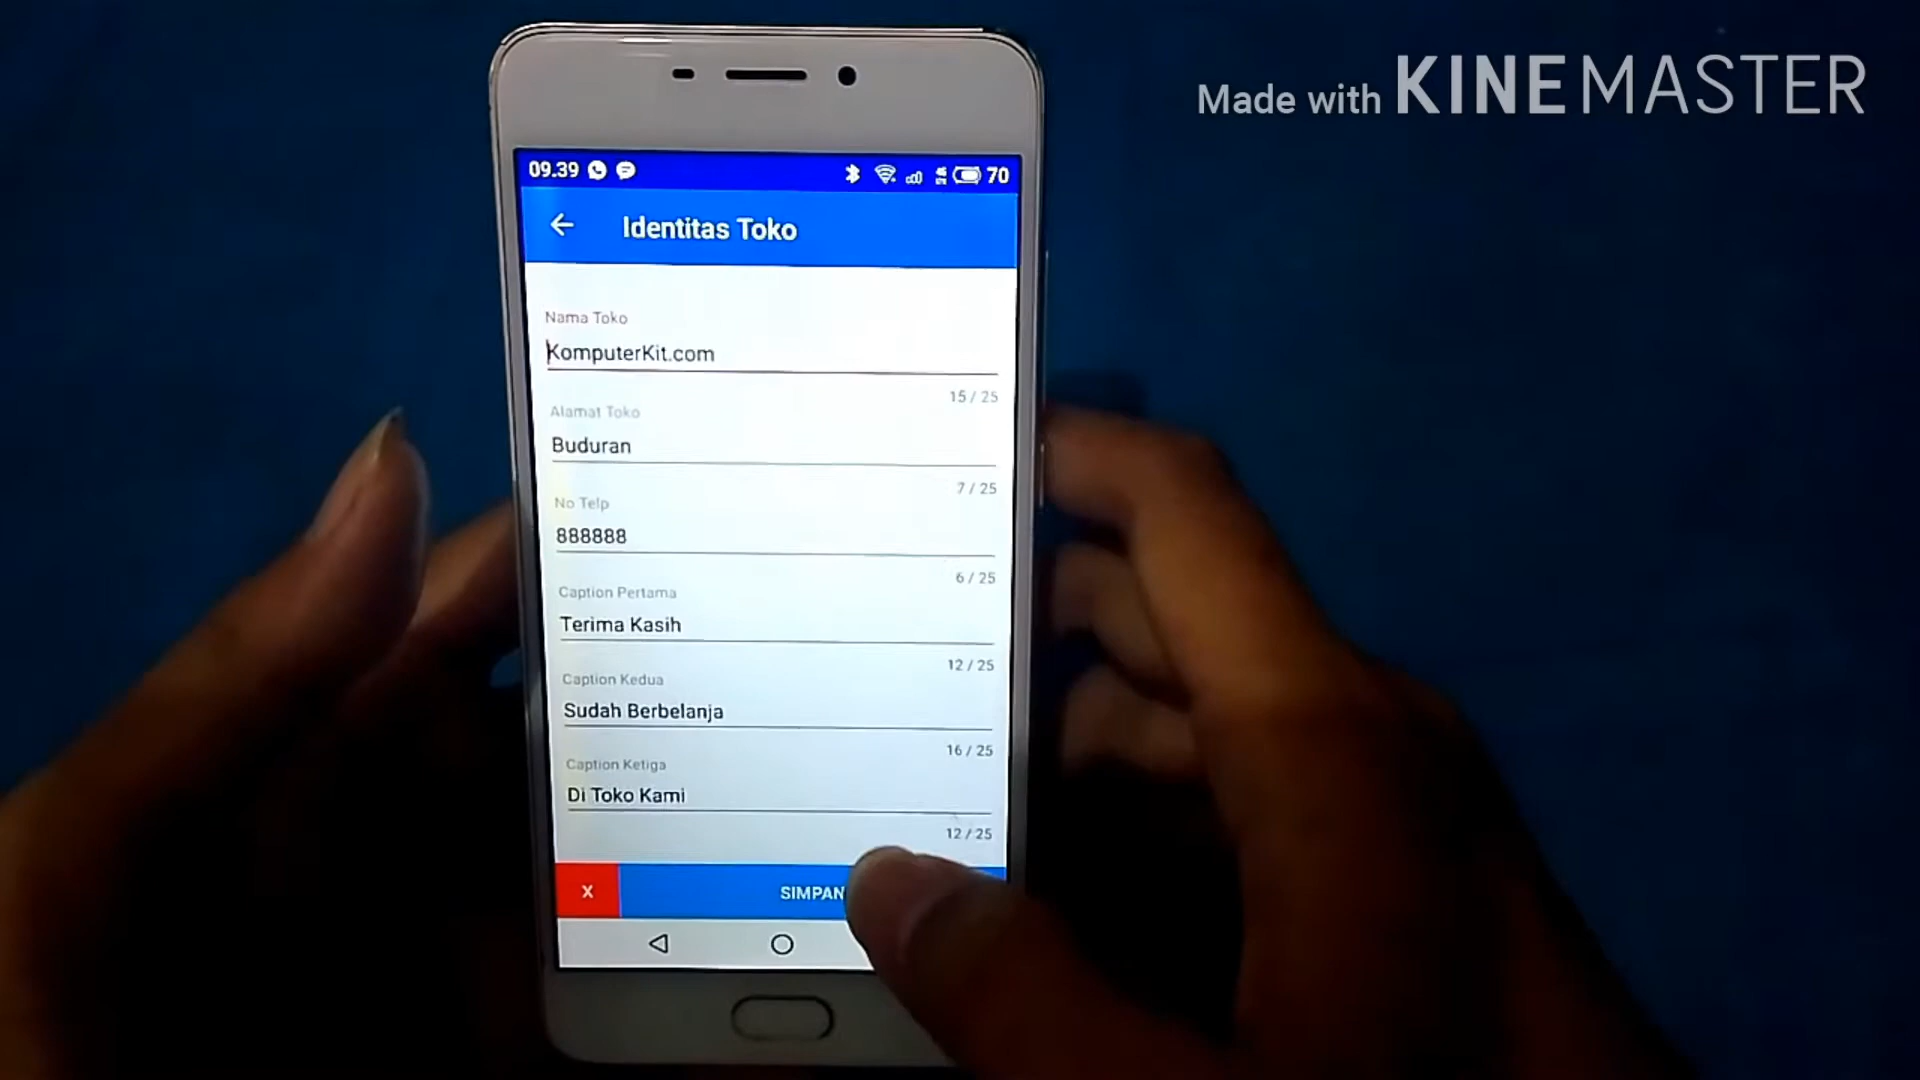 Made with KINEMASTER
09.39 70
Identitas Toko
Nama Toko
KomputerKit.com
15 / 25
Alamat Toko
Buduran
7 / 25
No Telp
888888
6 / 25
Caption Pertama
Terima Kasih
12 / 25
Caption Kedua
Sudah Berbelanja
16 / 25
Caption Ketiga
Di Toko Kami
12 / 25
X SIMPAN